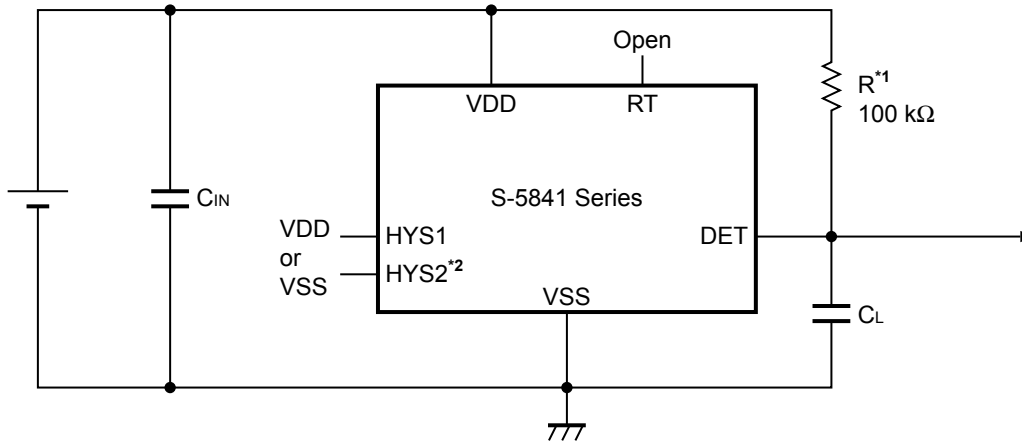 Open
VDD
RT
R*1
100 kΩ
CIN
S-5841 Series
VDD
or
VSS
HYS1
HYS2*2
DET
VSS
CL